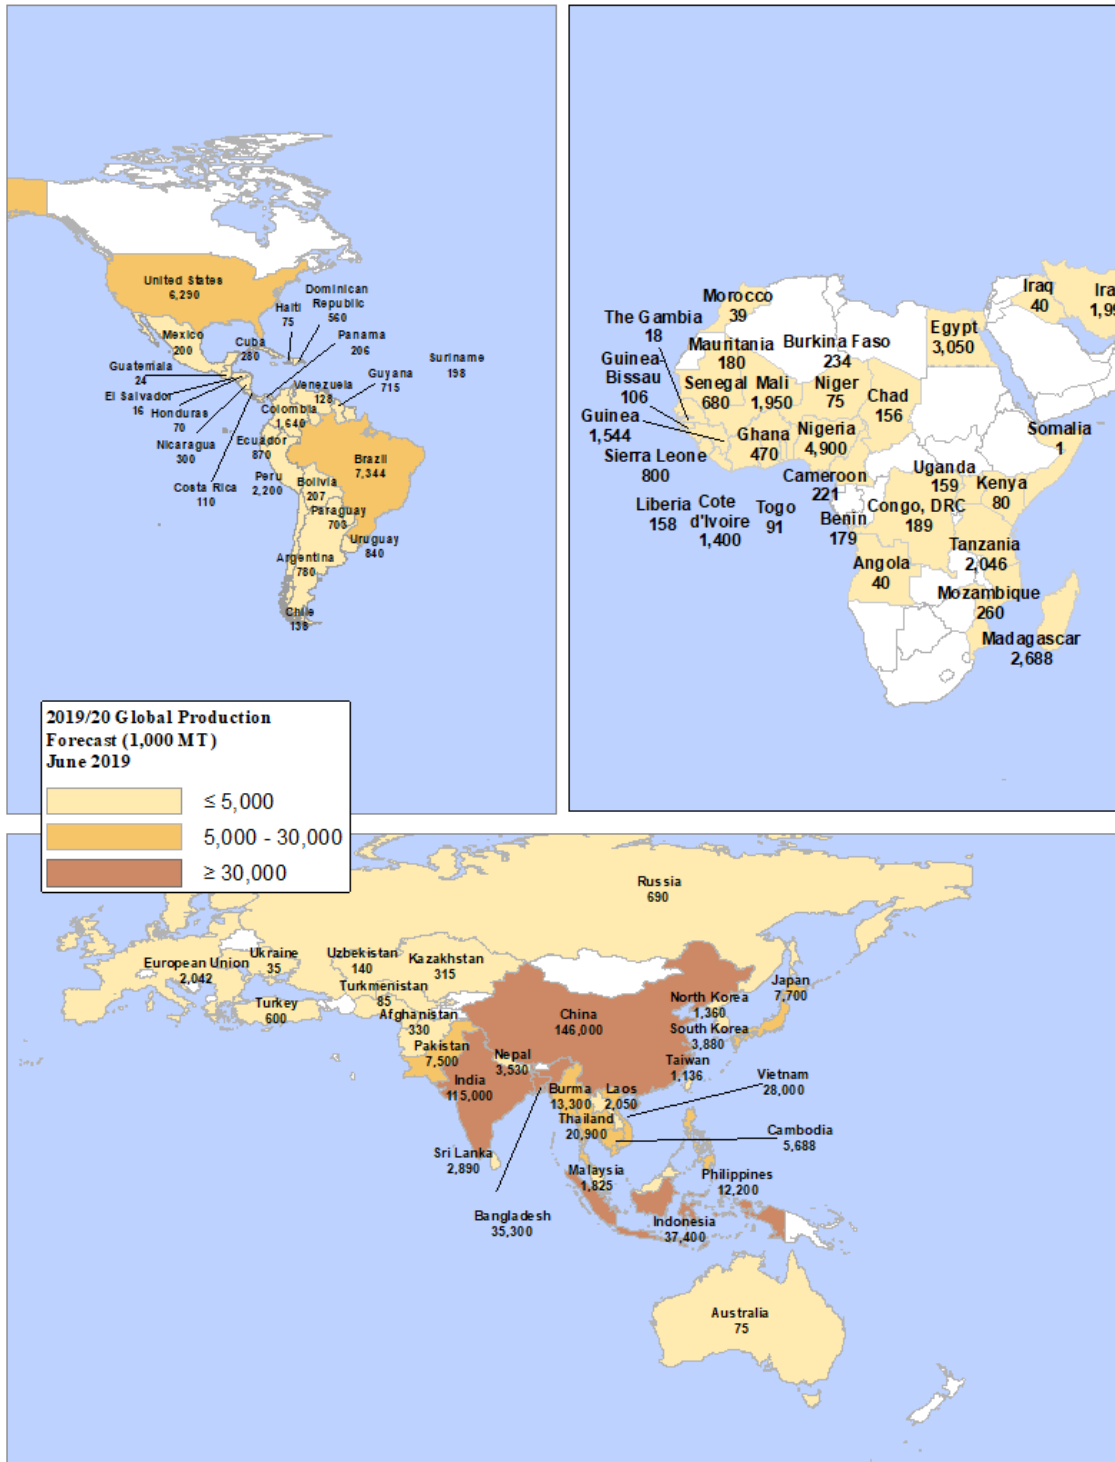 United States
6,290
Mexico
200
Cuba
280
Haiti
75
Dominican
Republic
560
Panama
206
Suriname
198
Guatemala
24
El Salvador
16
Honduras
70
Nicaragua
300
Costa Rica
110
Venezuela
128
Guyana
715
Colombia
1,640
Ecuador
870
Peru
2,200
Brazil
7,344
Bolivia
207
Paraguay
703
Uruguay
840
Argentina
780
Chile
138
Morocco
39
The Gambia
18
Mauritania
180
Burkina Faso
234
Egypt
3,050
Iraq
40
Guinea
Bissau
106
Senegal
680
Mali
1,950
Niger
75
Chad
156
Guinea
1,544
Ghana
470
Nigeria
4,900
Somalia
1
Sierra Leone
800
Cameroon
221
Uganda
159
Kenya
80
Liberia
158
Cote
d'Ivoire
1,400
Togo
91
Benin
179
Congo, DRC
189
Tanzania
2,046
Angola
40
Mozambique
260
Madagascar
2,688
2019/20 Global Production
Forecast (1,000 MT)
June 2019
≤ 5,000
5,000 - 30,000
≥ 30,000
Russia
690
European Union
2,042
Ukraine
35
Uzbekistan
140
Kazakhstan
315
Turkmenistan
85
Turkey
600
Afghanistan
330
Pakistan
7,500
China
146,000
North Korea
1,360
Japan
7,700
South Korea
3,880
Nepal
3,530
Taiwan
1,136
India
115,000
Burma
13,300
Laos
2,050
Vietnam
28,000
Thailand
20,900
Cambodia
5,688
Sri Lanka
2,890
Malaysia
1,825
Philippines
12,200
Bangladesh
35,300
Indonesia
37,400
Australia
75